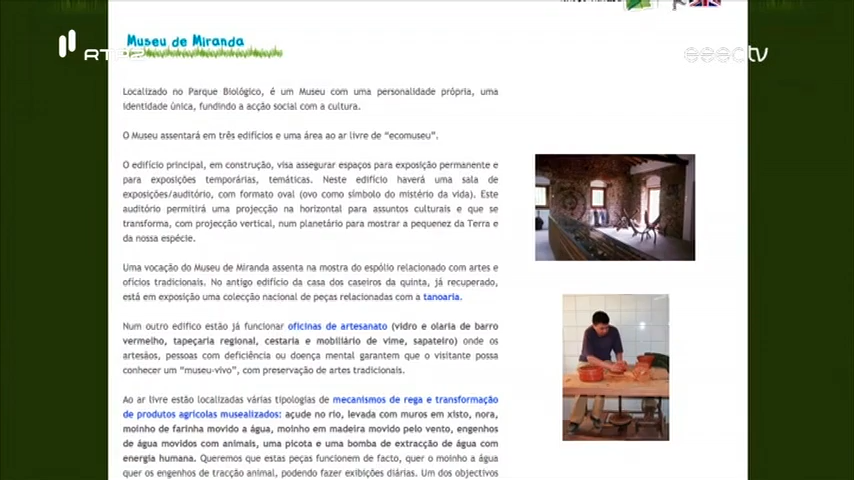 RTP2
esectv
Museu de Miranda
Localizado no Parque Biológico, é um Museu com uma personalidade própria, uma
identidade única, fundindo a acção social com a cultura.
O Museu assentará em três edifícios e uma área ao ar livre de “ecomuseu”.
O edifício principal, em construção, visa assegurar espaços para exposição permanente e
para exposições temporárias, temáticas. Neste edifício haverá uma sala de
exposições/auditório, com formato oval (ovo como símbolo do mistério da vida). Este
auditório permitirá uma projecção na horizontal para assuntos culturais e que se
transforma, com projecção vertical, num planetário para mostrar a pequenez da Terra e
da nossa espécie.
Uma vocação do Museu de Miranda assenta na mostra do espólio relacionado com artes e
ofícios tradicionais. No antigo edifício da casa dos caseiros da quinta, já recuperado,
está em exposição uma colecção nacional de peças relacionadas com a tanoaria.
Num outro edifico estão já funcionar oficinas de artesanato (vidro e olaria de barro
vermelho, tapeçaria regional, cestaria e mobiliário de vime, sapateiro) onde os
artesãos, pessoas com deficiência ou doença mental garantem que o visitante possa
conhecer um “museu-vivo”, com preservação de artes tradicionais.
Ao ar livre estão localizadas várias tipologias de mecanismos de rega e transformação
de produtos agrícolas musealizados: açude no rio, levada com muros em xisto, nora,
moinho de farinha movido a água, moinho em madeira movido pelo vento, engenhos
de água movidos com animais, uma picota e uma bomba de extracção de água com
energia humana. Queremos que estas peças funcionem de facto, quer o moinho a água
quer os engenhos de tracção animal, podendo fazer exibições diárias. Um dos objectivos